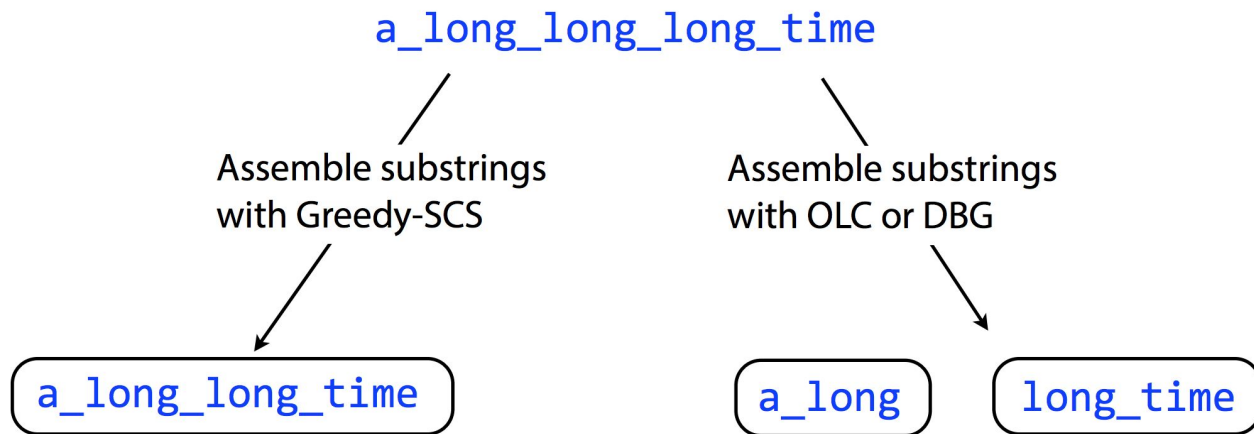 a_long_long_long_time
Assemble substrings
with Greedy-SCS
Assemble substrings
with OLC or DBG
a_long_long_time
a_long
long_time